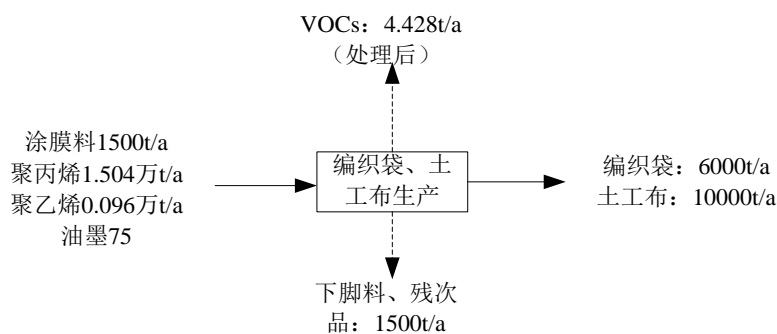 VOCs：4.428t/a
（处理后）
涂膜料1500t/a
聚丙烯1.504万t/a
聚乙烯0.096万t/a
油墨75
编织袋、土
工布生产
编织袋：6000t/a
土工布：10000t/a
下脚料、残次
品：1500t/a